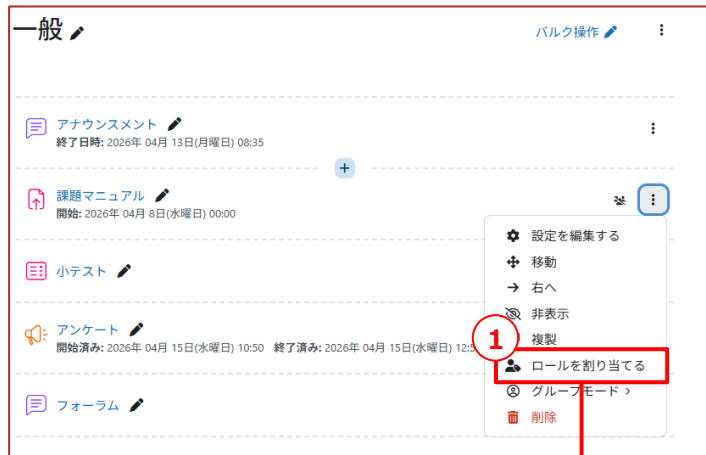 一般
バルク操作
アナウンスメント
終了日時: 2026年 04月 13日(月曜日) 08:35
課題マニュアル
開始: 2026年 04月 8日(水曜日) 00:00
設定を編集する
移動
右へ
小テスト
非表示
アンケート
開始済み: 2026年 04月 15日(水曜日) 10:50 終了済み: 2026年 04月 15日(水曜日) 12:5
1
複製
ロールを割り当てる
グループモード
フォーラム
削除